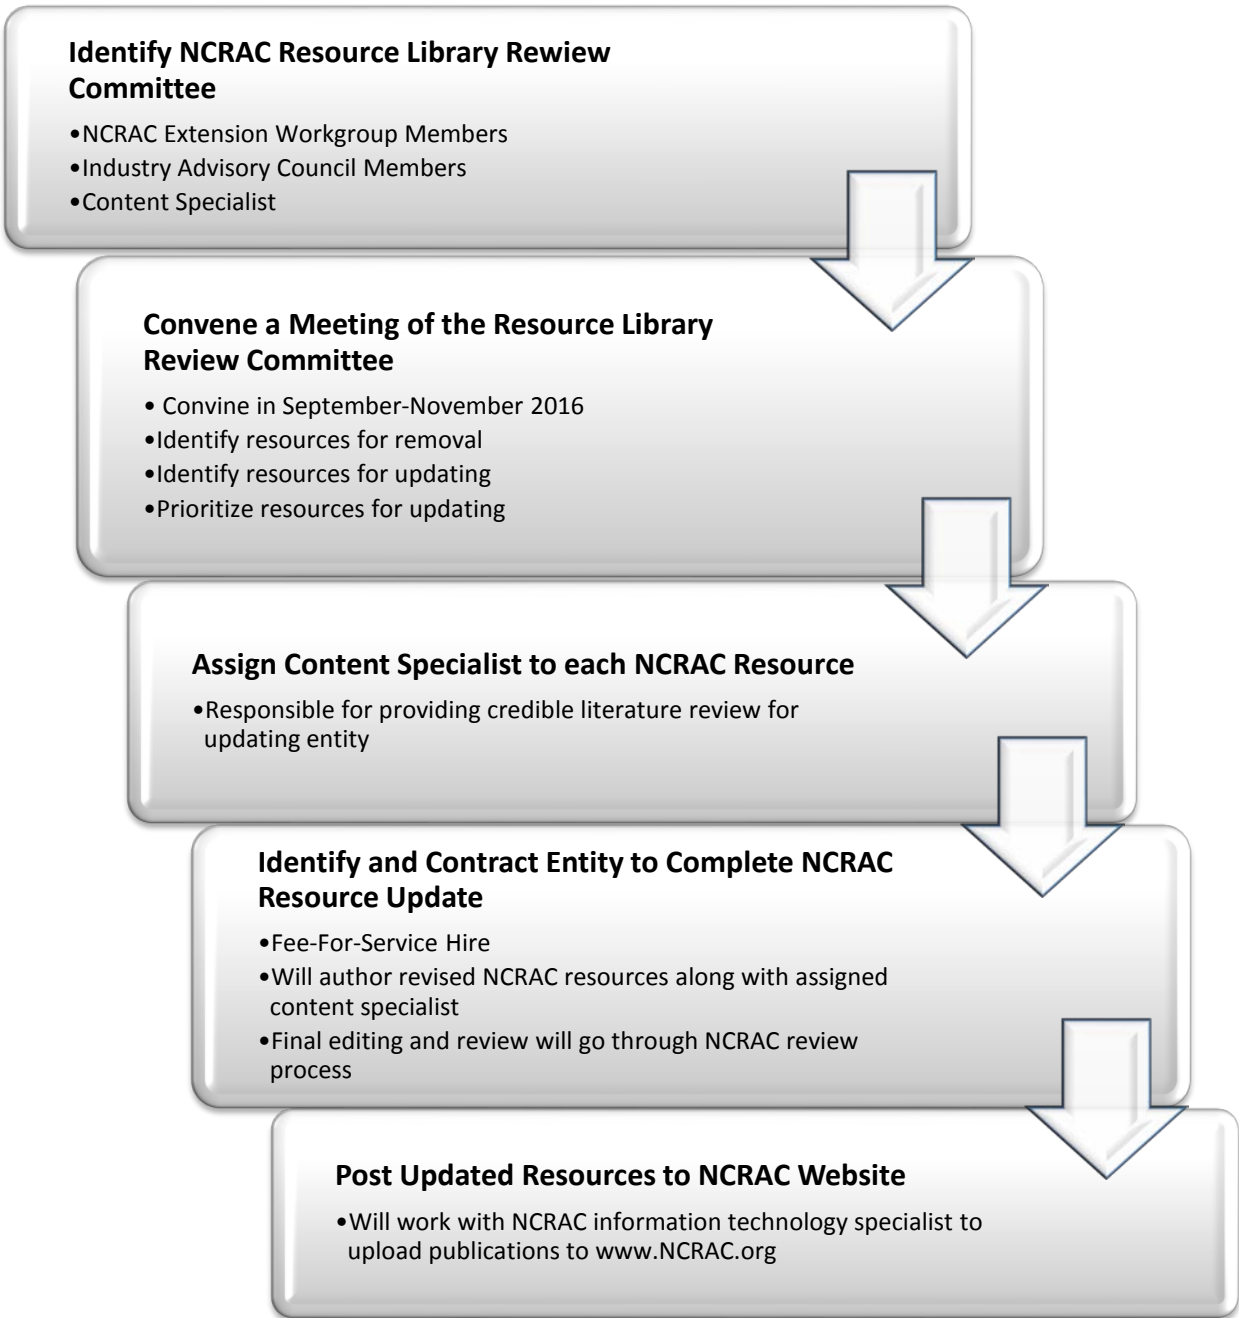 Identify NCRAC Resource Library Rewiew
Committee
•NCRAC Extension Workgroup Members
•Industry Advisory Council Members
•Content Specialist
Convene a Meeting of the Resource Library
Review Committee
• Convine in September-November 2016
•Identify resources for removal
•Identify resources for updating
•Prioritize resources for updating
Assign Content Specialist to each NCRAC Resource
•Responsible for providing credible literature review for
updating entity
Identify and Contract Entity to Complete NCRAC
Resource Update
•Fee-For-Service Hire
•Will author revised NCRAC resources along with assigned
content specialist
•Final editing and review will go through NCRAC review
process
Post Updated Resources to NCRAC Website
•Will work with NCRAC information technology specialist to
upload publications to www.NCRAC.org